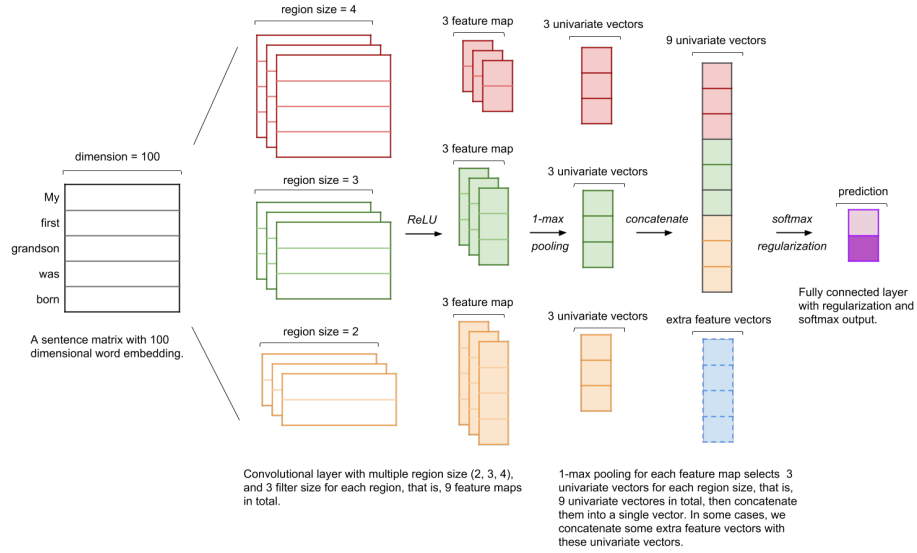 region size = 4
3 feature map
3 univariate vectors
9 univariate vectors
dimension = 100
My
first
grandson
was
born
A sentence matrix with 100
dimensional word embedding.
region size = 3
ReLU
3 feature map
1-max
pooling
3 univariate vectors
concatenate
softmax
regularization
prediction
Fully connected layer
with regularization and
softmax output.
region size = 2
3 feature map
3 univariate vectors
extra feature vectors
Convolutional layer with multiple region size (2, 3, 4),
and 3 filter size for each region, that is, 9 feature maps
in total.
1-max pooling for each feature map selects 3
univariate vectors for each region size, that is,
9 univariate vectores in total, then concatenate
them into a single vector. In some cases, we
concatenate some extra feature vectors with
these univariate vectors.